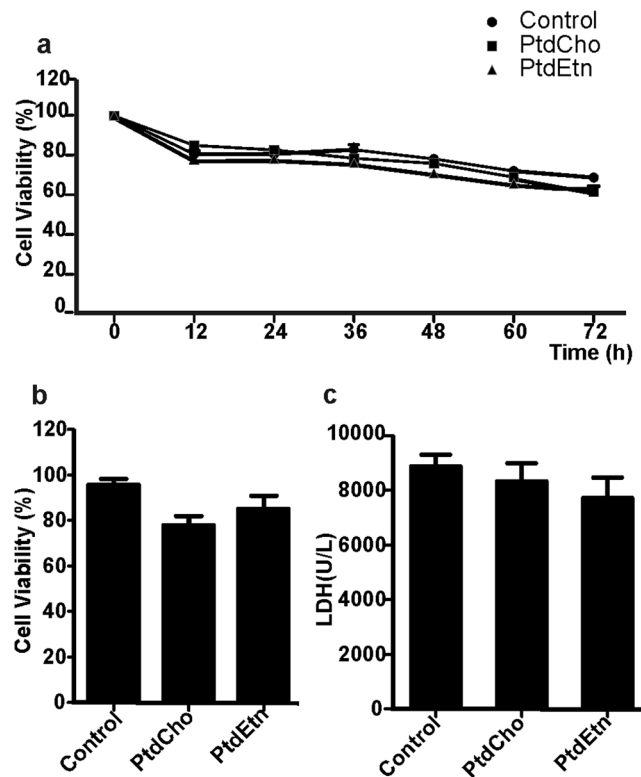 Control
PtdCho
PtdEtn
a
120
100
80
60
40
20
0
Cell Viability (%)
0 12 24 36 48 60 72
Time (h)
b
120
100
80
60
40
20
0
Cell Viability (%)
Control PtdCho PtdEtn
c
10000
8000
6000
4000
2000
0
LDH(U/L)
Control PtdCho PtdEtn